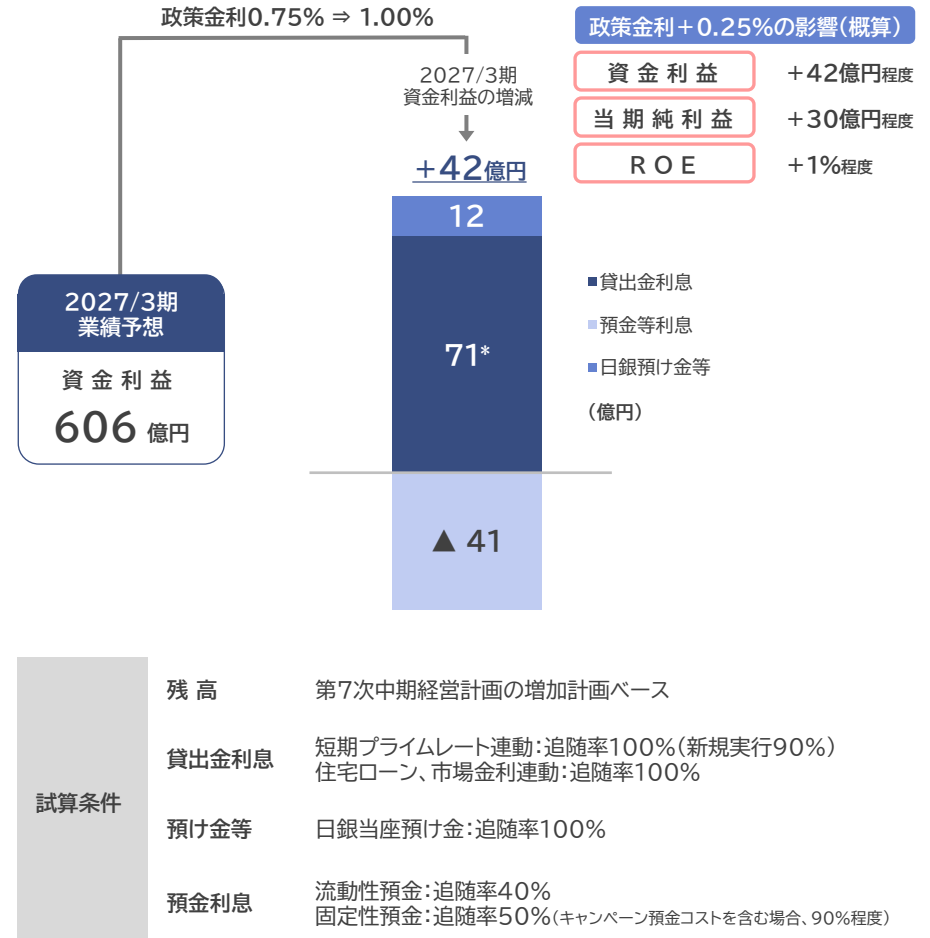 政策金利0.75% ⇒ 1.00%
2027/3期
資金利益の増減
+42億円
12
71*
▲ 41
2027/3期
業績予想
資金利益
606 億円
政策金利+0.25%の影響(概算)
資金利益 +42億円程度
当期純利益 +30億円程度
ROE +1%程度
貸出金利息
預金等利息
日銀預け金等
(億円)
試算条件
残高 第7次中期経営計画の増加計画ベース
貸出金利息 短期プライムレート連動:追随率100%(新規実行90%)
住宅ローン、市場金利連動:追随率100%
預け金等 日銀当座預け金:追随率100%
預金利息 流動性預金:追随率40%
固定性預金:追随率50%(キャンペーン預金コストを含む場合、90%程度)